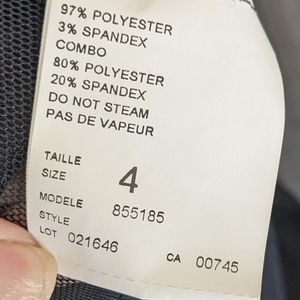 97% POLYESTER
3% SPANDEX
COMBO
80% POLYESTER
20% SPANDEX
DO NOT STEAM
PAS DE VAPEUR
TAILLE
SIZE 4
MODELE 855185
STYLE
LOT 021646 CA 00745